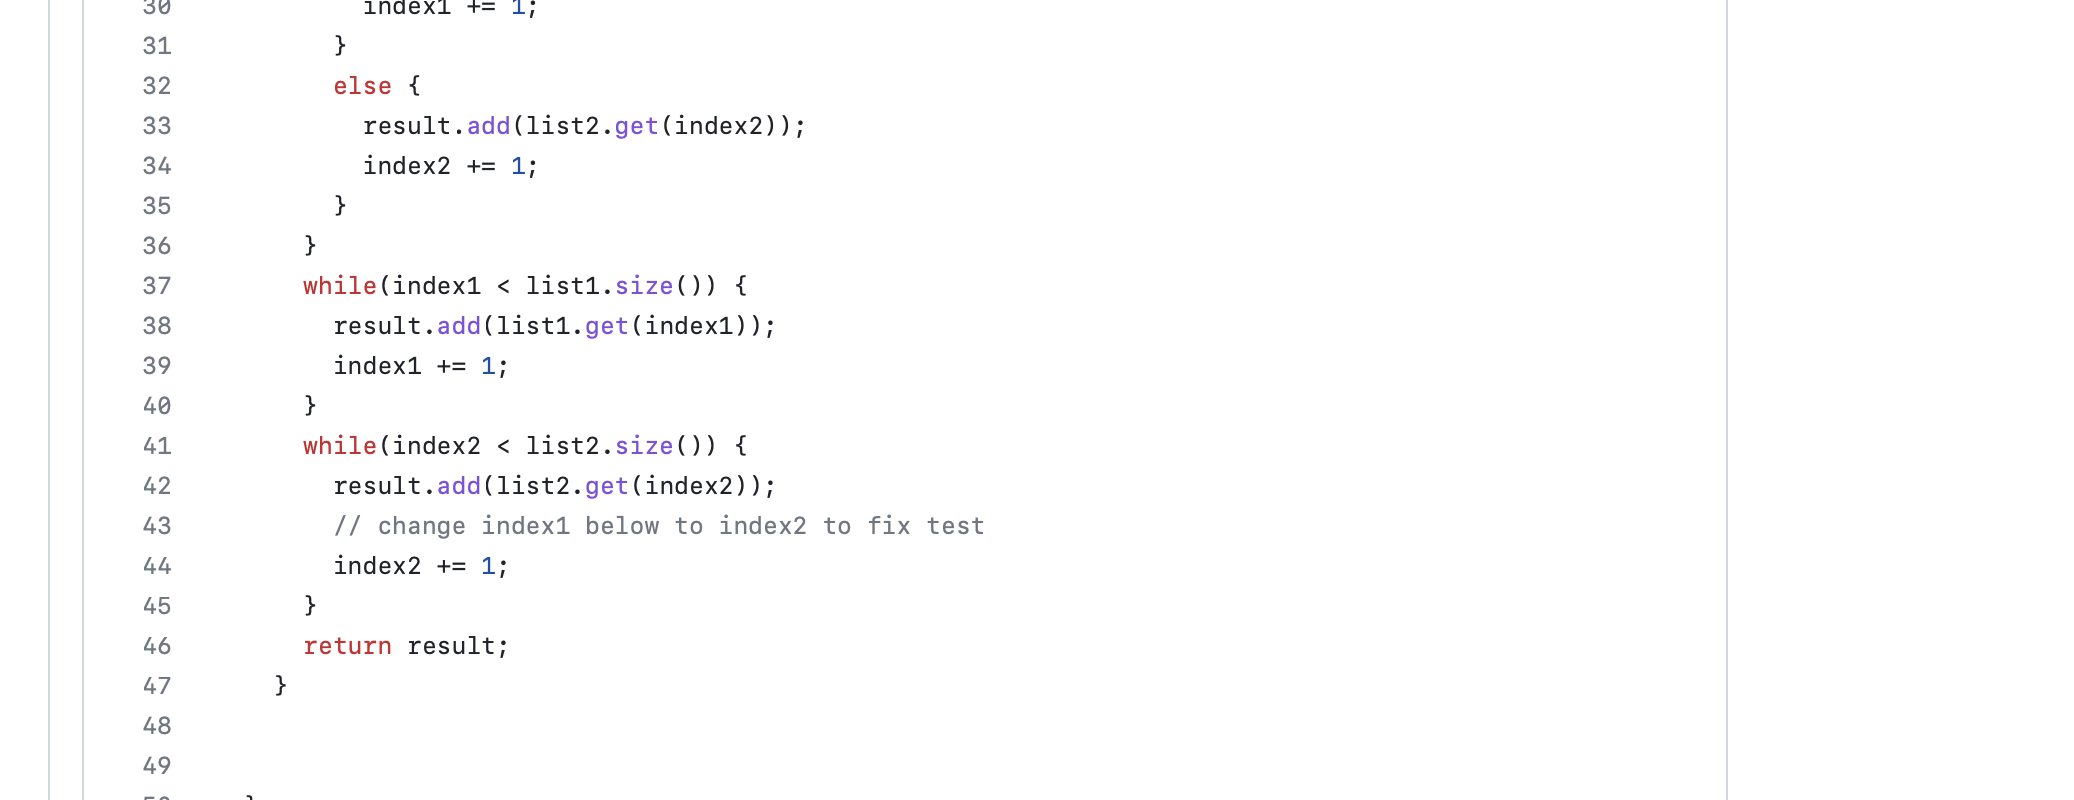 30 index1 += 1;
31 }
32 else {
33 result.add(list2.get(index2));
34 index2 += 1;
35 }
36 }
37 while(index1 < list1.size()) {
38 result.add(list1.get(index1));
39 index1 += 1;
40 }
41 while(index2 < list2.size()) {
42 result.add(list2.get(index2));
43 // change index1 below to index2 to fix test
44 index2 += 1;
45 }
46 return result;
47 }
48
49